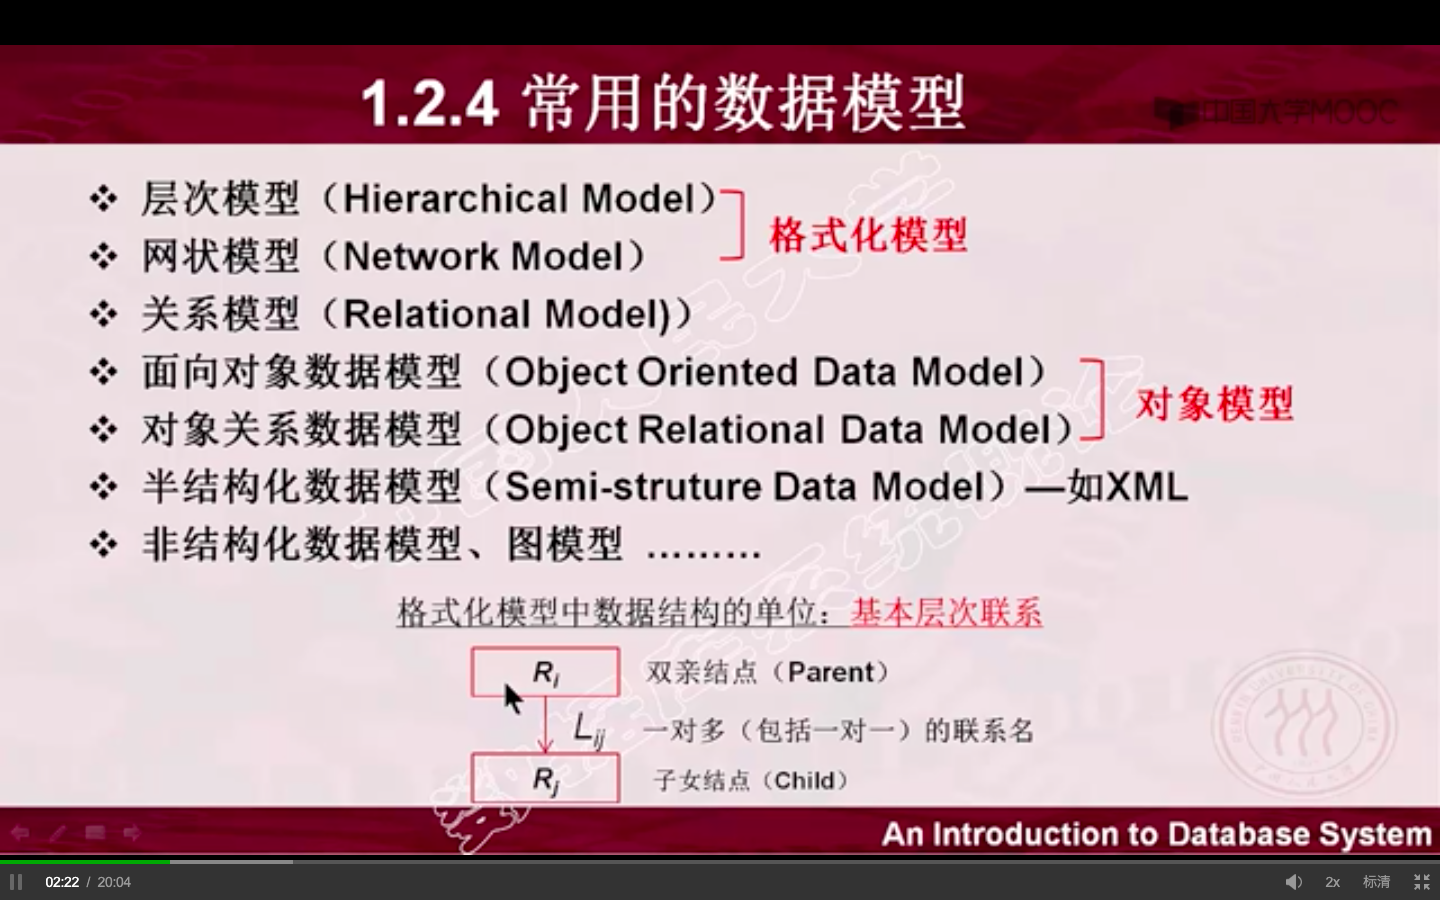 1.2.4 常用的数据模型
中国大学MOOC
层次模型（Hierarchical Model）
网状模型（Network Model）
格式化模型
关系模型（Relational Model)）
面向对象数据模型（Object Oriented Data Model）
对象关系数据模型（Object Relational Data Model）
对象模型
半结构化数据模型（Semi-struture Data Model）—如XML
非结构化数据模型、图模型 ………
格式化模型中数据结构的单位：基本层次联系
Ri 双亲结点（Parent）
Lij 一对多（包括一对一）的联系名
Rj 子女结点（Child）
An Introduction to Database System
02:22 / 20:04
2x 标清